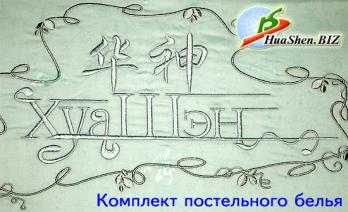 HuaShen.BIZ
华神
ХуаШэн
Комплект постельного белья